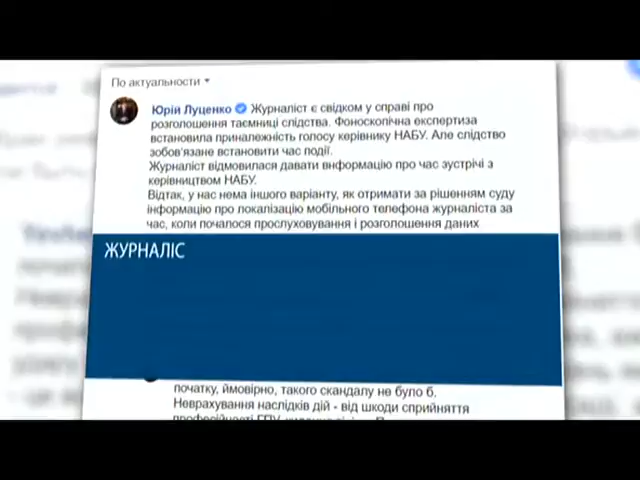 По актуальности
Юрій Луценко Журналіст є свідком у справі про
розголошення таємниці слідства. Фоноскопічна експертиза
встановила приналежність голосу керівнику НАБУ. Але слідство
зобов'язане встановити час події.
Журналіст відмовилася давати внформацію про час зустрічі з
керівництвом НАБУ.
Відтак, у нас нема іншого варіанту, як отримати за рішенням суду
інформацію про локалізацію мобільного телефона журналіста за
час, коли почалося прослуховування і розголошення даних
ЖУРНАЛІС
початку, ймовірно, такого скандалу не було б.
Неврахування наслідків дій - від шкоди сприйняття